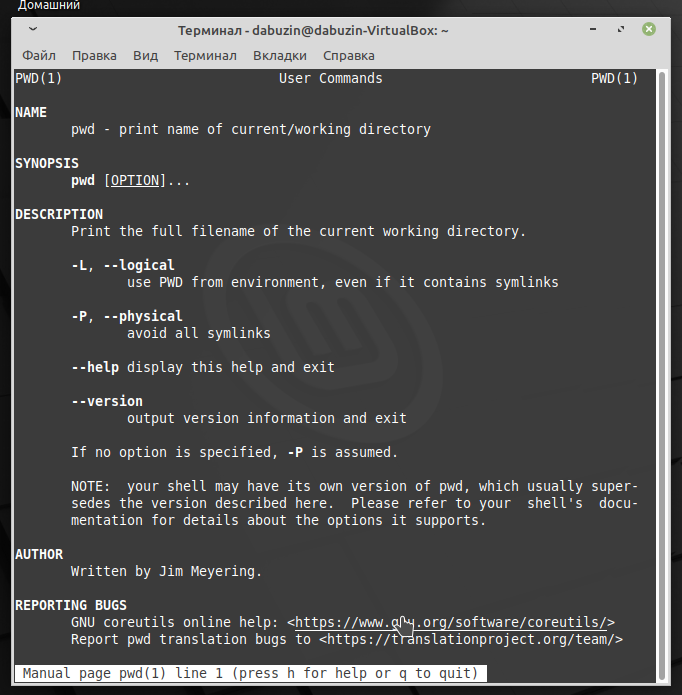 Домашний
Терминал - dabuzin@dabuzin-VirtualBox: ~
Файл Правка Вид Терминал Вкладки Справка
PWD(1) User Commands PWD(1)
NAME
pwd - print name of current/working directory
SYNOPSIS
pwd [OPTION]...
DESCRIPTION
Print the full filename of the current working directory.
-L, --logical
use PWD from environment, even if it contains symlinks
-P, --physical
avoid all symlinks
--help display this help and exit
--version
output version information and exit
If no option is specified, -P is assumed.
NOTE: your shell may have its own version of pwd, which usually super-
sedes the version described here. Please refer to your shell's docu-
mentation for details about the options it supports.
AUTHOR
Written by Jim Meyering.
REPORTING BUGS
GNU coreutils online help: <https://www.gnu.org/software/coreutils/>
Report pwd translation bugs to <https://translationproject.org/team/>
Manual page pwd(1) line 1 (press h for help or q to quit)